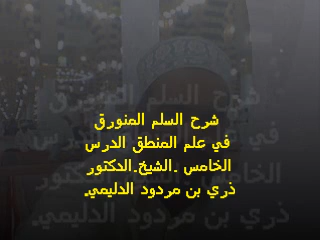 شرح السلم المنورق
في علم المنطق الدرس
الخامس .الشيخ.الدكتور
ذري بن مردود الدليمي.